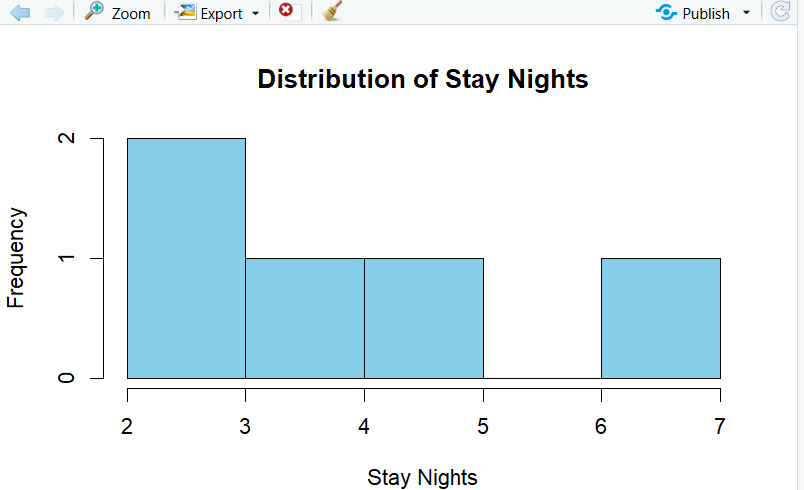 Zoom Export Publish
Distribution of Stay Nights
2
1
0
Frequency
2 3 4 5 6 7
Stay Nights